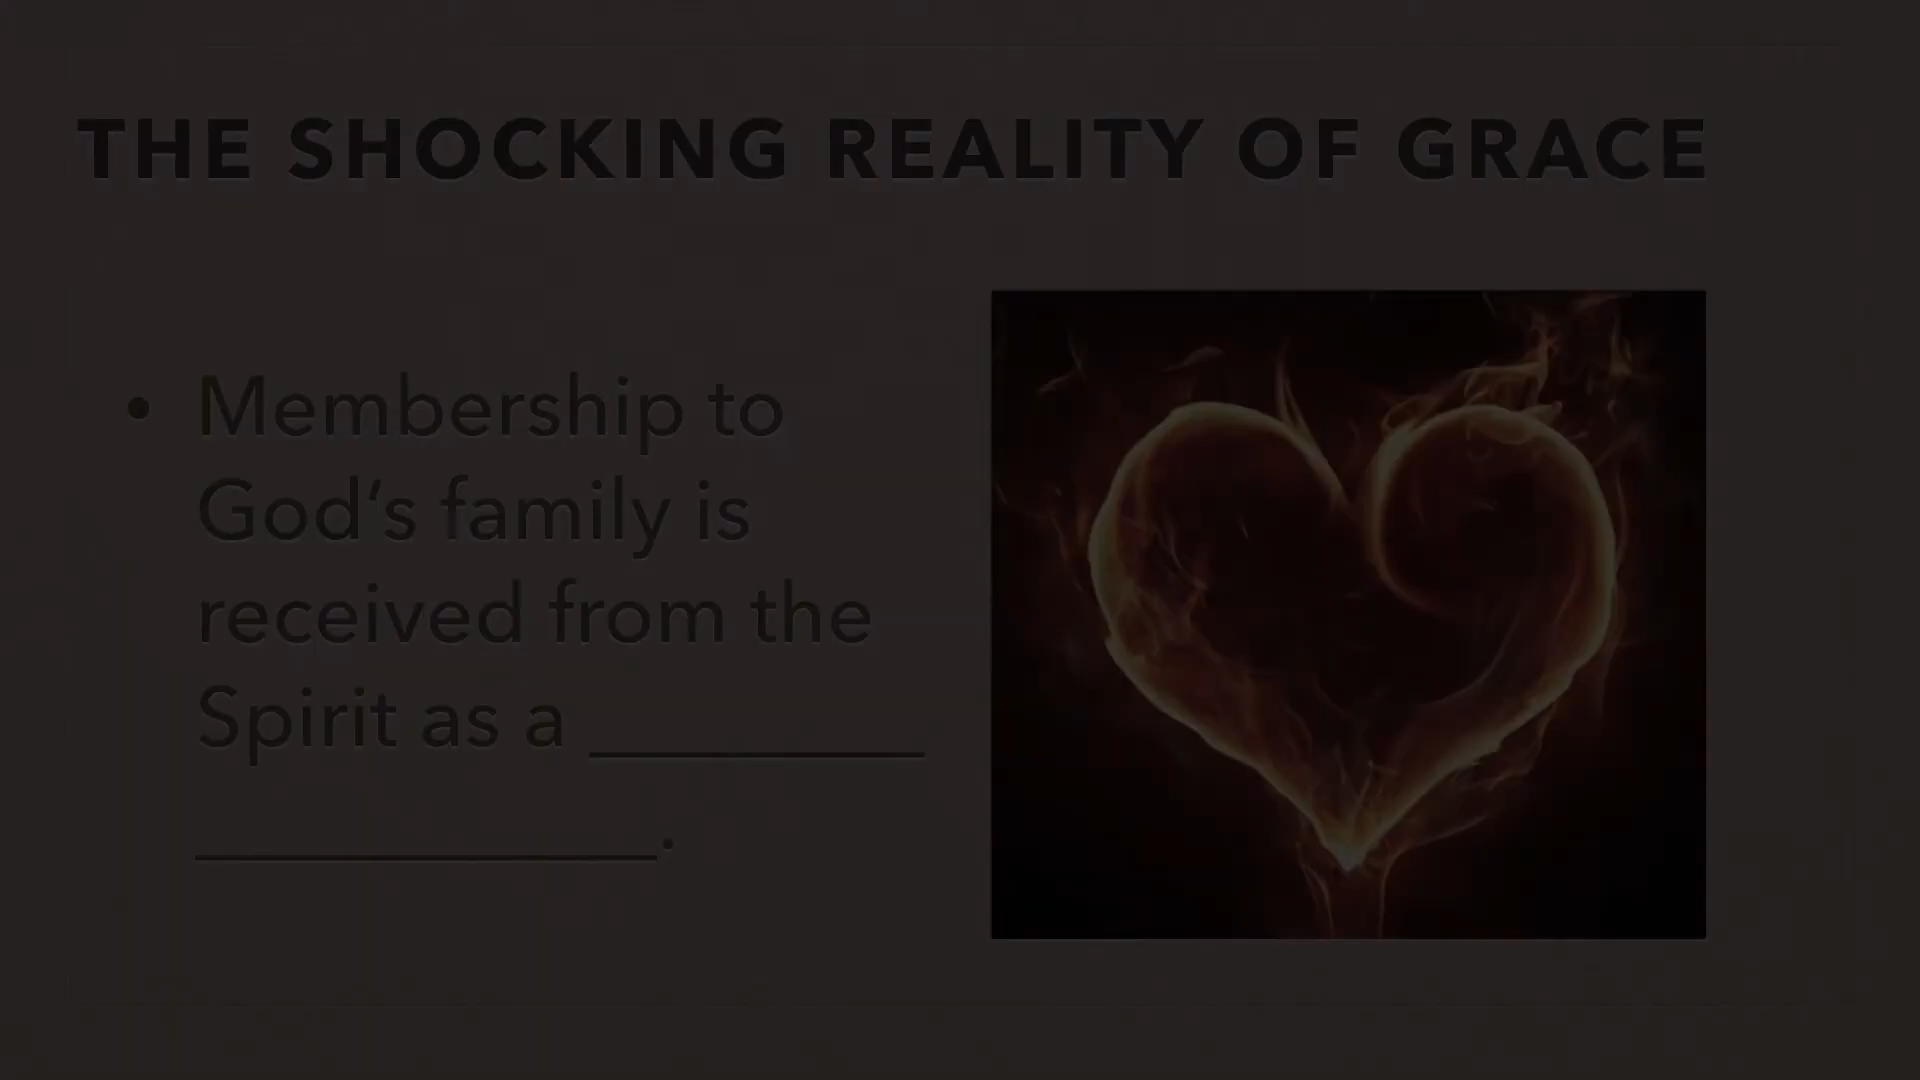 THE SHOCKING REALITY OF GRACE
• Membership to
God‘s family is
received from the
Spirit as a __________
______________.